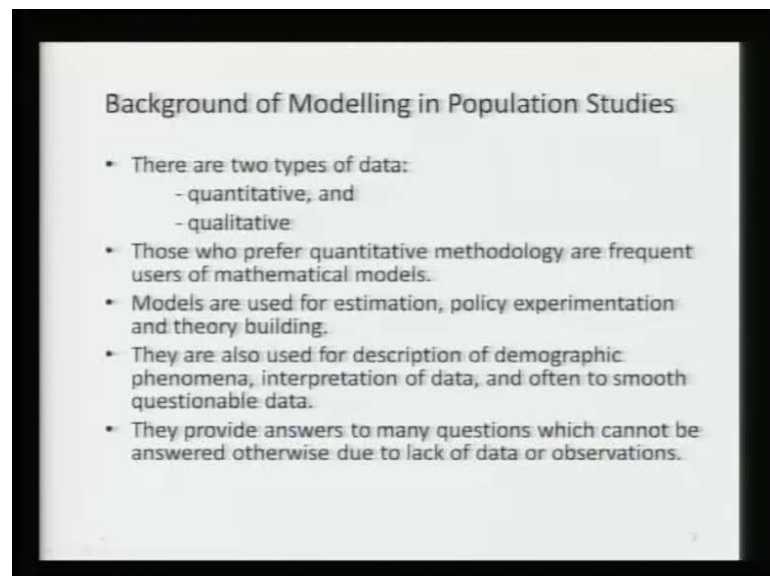 Background of Modelling in Population Studies
• There are two types of data:
- quantitative, and
- qualitative
• Those who prefer quantitative methodology are frequent
users of mathematical models.
• Models are used for estimation, policy experimentation
and theory building.
• They are also used for description of demographic
phenomena, interpretation of data, and often to smooth
questionable data.
• They provide answers to many questions which cannot be
answered otherwise due to lack of data or observations.